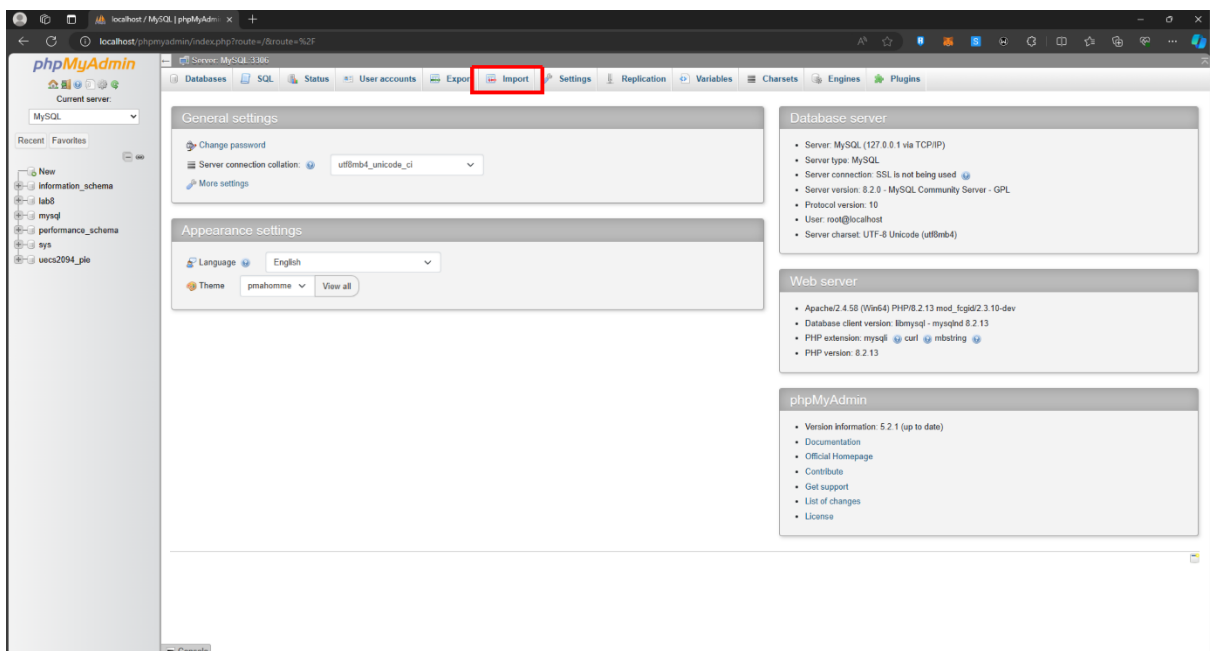 localhost / MySQL | phpMyAdmi
localhost/phpmyadmin/index.php?route=/&route=%2F
phpMyAdmin
Current server:
MySQL
Recent Favorites
New
information_schema
lab8
mysql
performance_schema
sys
uecs2094_pie
Server: MySQL:3306
Databases SQL Status User accounts Export Import Settings Replication Variables Charsets Engines Plugins
General settings
Change password
Server connection collation: utf8mb4_unicode_ci
More settings
Appearance settings
Language English
Theme pmahomme View all
Database server
Server: MySQL (127.0.0.1 via TCP/IP)
Server type: MySQL
Server connection: SSL is not being used
Server version: 8.2.0 - MySQL Community Server - GPL
Protocol version: 10
User: root@localhost
Server charset: UTF-8 Unicode (utf8mb4)
Web server
Apache/2.4.58 (Win64) PHP/8.2.13 mod_fcgid/2.3.10-dev
Database client version: libmysql - mysqlnd 8.2.13
PHP extension: mysqli curl mbstring
PHP version: 8.2.13
phpMyAdmin
Version information: 5.2.1 (up to date)
Documentation
Official Homepage
Contribute
Get support
List of changes
License
Console